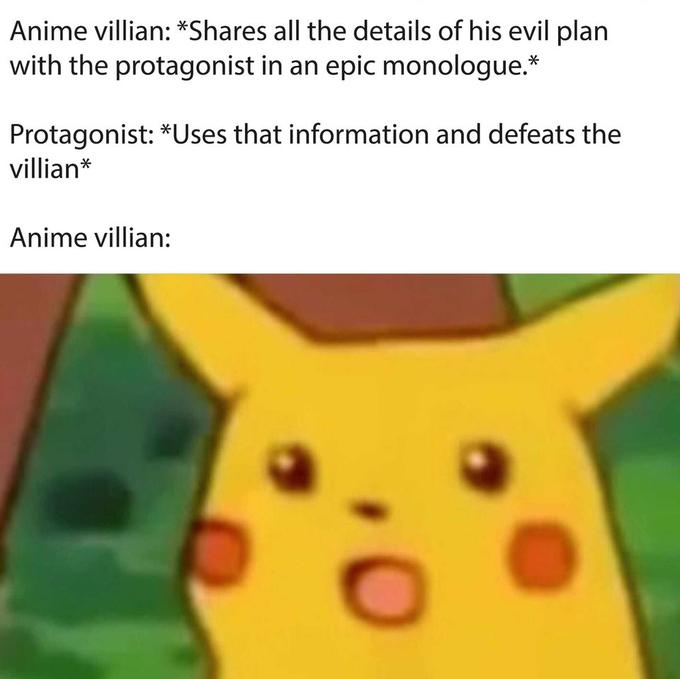 Anime villian: *Shares all the details of his evil plan
with the protagonist in an epic monologue.*
Protagonist: *Uses that information and defeats the
villian*
Anime villian: